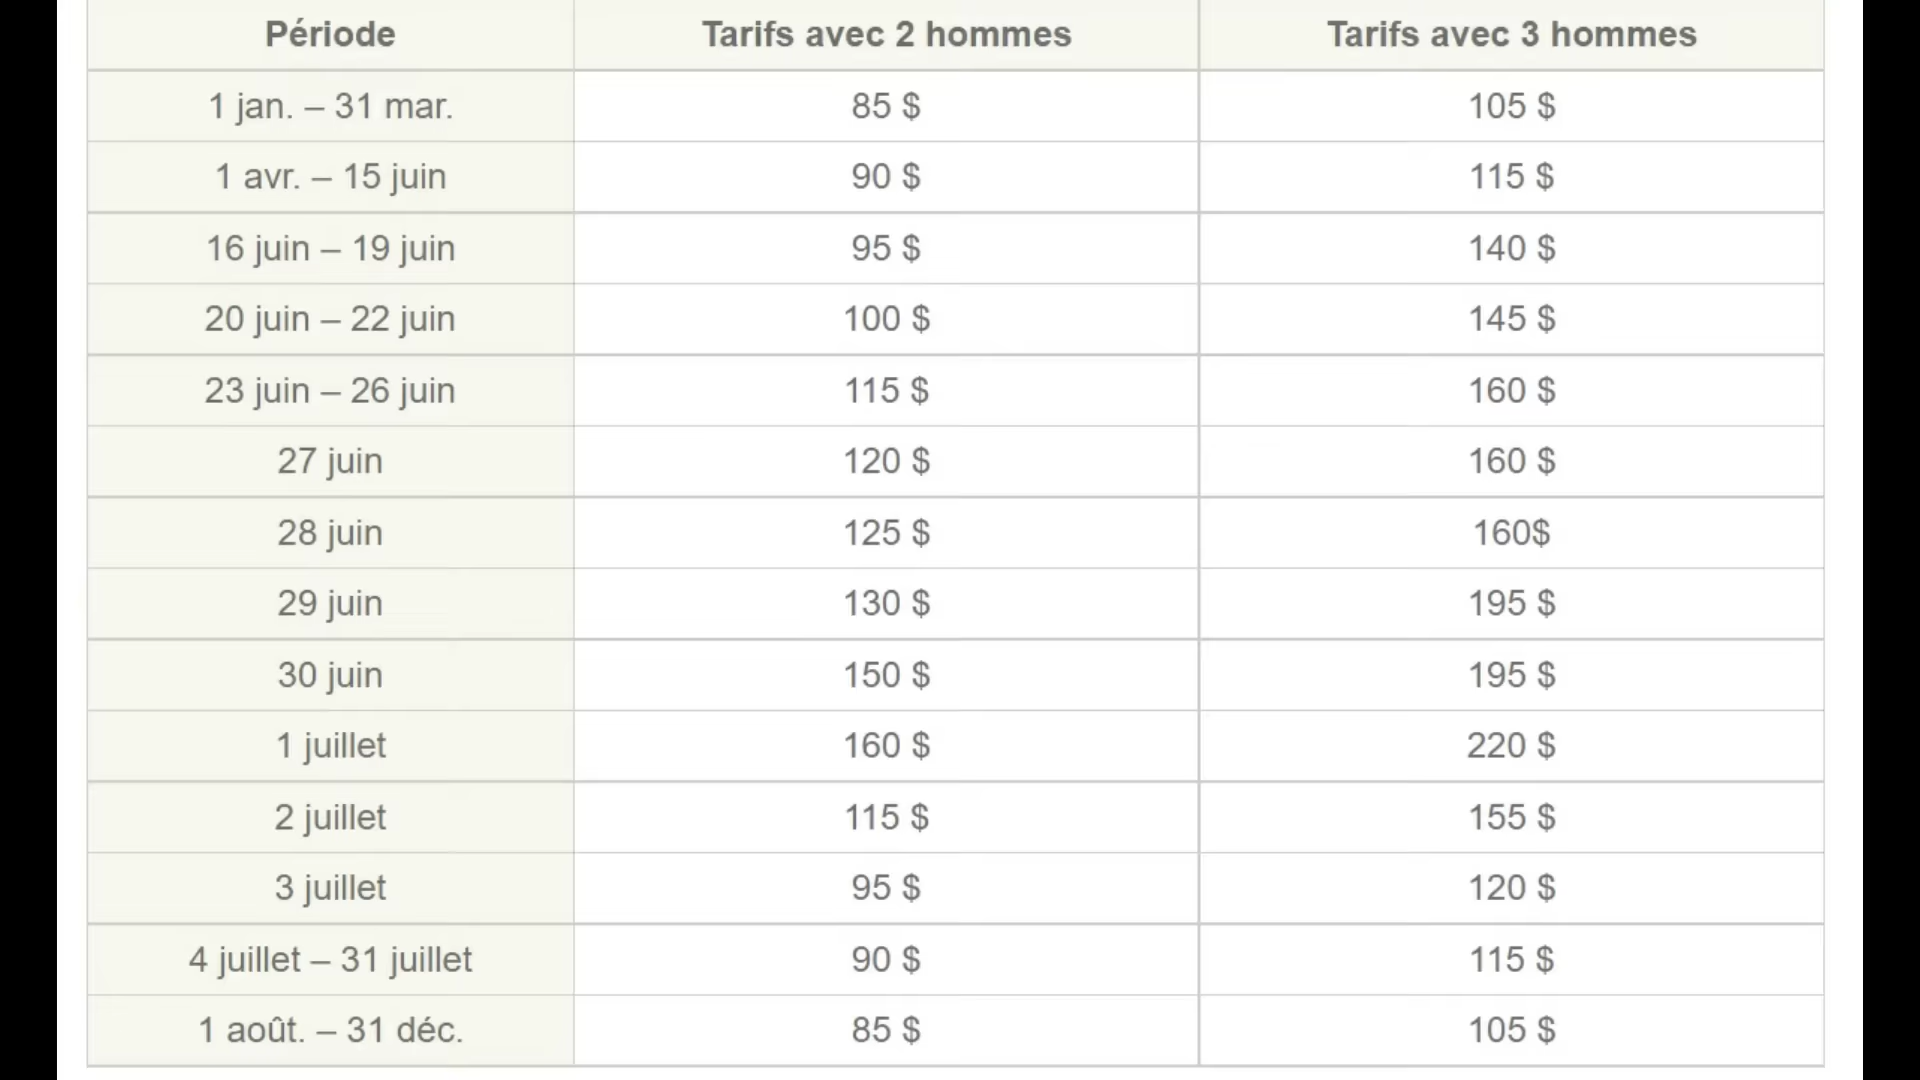 Période Tarifs avec 2 hommes Tarifs avec 3 hommes
1 jan. – 31 mar. 85 $ 105 $
1 avr. – 15 juin 90 $ 115 $
16 juin – 19 juin 95 $ 140 $
20 juin – 22 juin 100 $ 145 $
23 juin – 26 juin 115 $ 160 $
27 juin 120 $ 160 $
28 juin 125 $ 160$
29 juin 130 $ 195 $
30 juin 150 $ 195 $
1 juillet 160 $ 220 $
2 juillet 115 $ 155 $
3 juillet 95 $ 120 $
4 juillet – 31 juillet 90 $ 115 $
1 août. – 31 déc. 85 $ 105 $